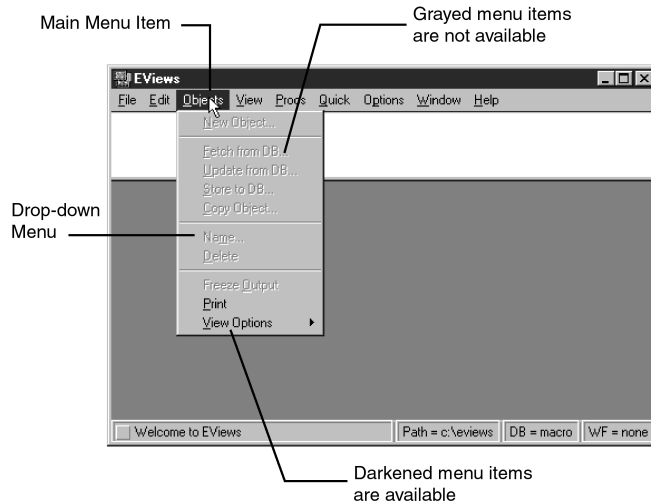 Main Menu Item
Grayed menu items
are not available
EViews
File Edit Objects View Procs Quick Options Window Help
New Object...
Fetch from DB...
Update from DB...
Store to DB...
Copy Object...
Drop-down
Menu
Name...
Delete
Freeze Output
Print
View Options
Welcome to EViews
Path = c:\eviews
DB = macro
WF = none
Darkened menu items
are available